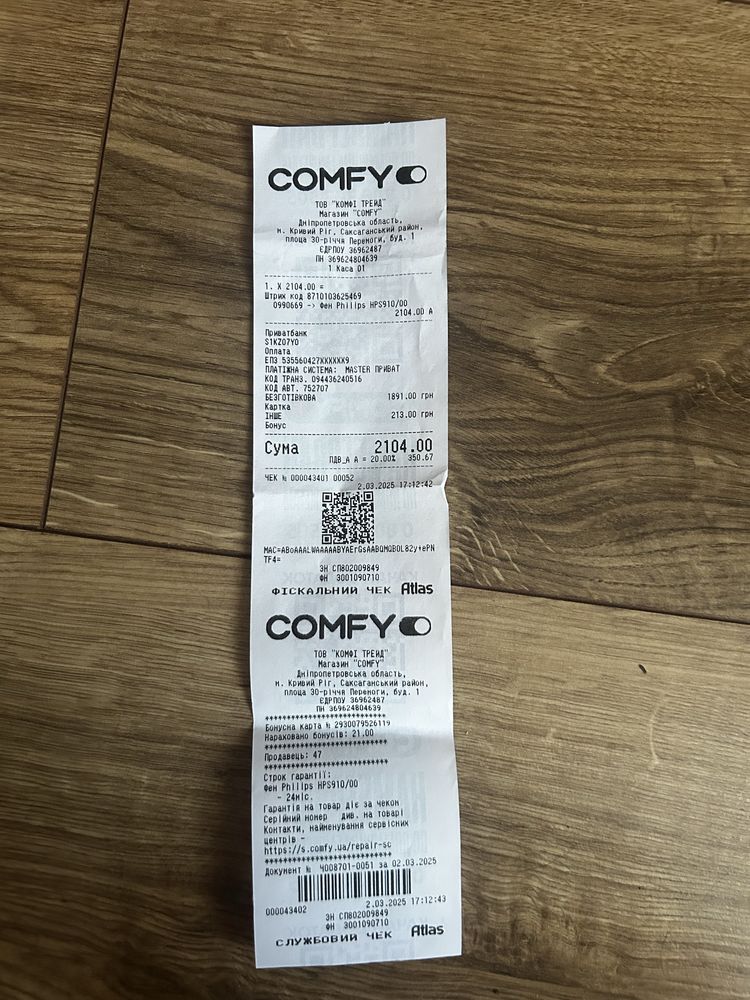 COMFY
ТОВ "КОМФІ ТРЕЙД"
Магазин "COMFY"
Дніпропетровська область,
м. Кривий Ріг, Саксаганський район,
площа 30-річчя Перемоги, буд. 1
ЄДРПОУ 36962487
ПН 369624804639
1 Каса 01
1. X 2104.00 =
Штрих код 8710103625469
0990669 -> Фен Philips HPS910/00
2104.00 А
Приватбанк
S1KZ07Y0
Оплата
ЕПЗ 535560427XXXXXX9
ПЛАТІЖНА СИСТЕМА: MASTER ПРИВАТ
КОД ТРАНЗ. 094436240516
КОД АВТ. 752707
БЕЗГОТІВКОВА 1891.00 грн
Картка
ІНШЕ 213.00 грн
Бонус
Сума 2104.00
ПДВ_А А = 20.00% 350.67
ЧЕК № 000043401 00052
2.03.2025 17:12:42
MAC=ABoAAALWAAAAABYAErGsAABQMQBOL82y+ePN
TF4=
ЗН СП802009849
ФН 3001090710
ФІСКАЛЬНИЙ ЧЕК Atlas
COMFY
ТОВ "КОМФІ ТРЕЙД"
Магазин "COMFY"
Дніпропетровська область,
м. Кривий Ріг, Саксаганський район,
площа 30-річчя Перемоги, буд. 1
ЄДРПОУ 36962487
ПН 369624804639
Бонусна карта № 2930079526119
Нараховано бонусів: 21.00
Продавець: 47
Строк гарантії:
Фен Philips HPS910/00
- 24міс.
Гарантія на товар діє за чеком
Серійний номер див. на товарі
Контакти, найменування сервісних
центрів -
https://s.comfy.ua/repair-sc
Документ № Ч008701-0051 за 02.03.2025
000043402 2.03.2025 17:12:43
ЗН СП802009849
ФН 3001090710
СЛУЖБОВИЙ ЧЕК Atlas